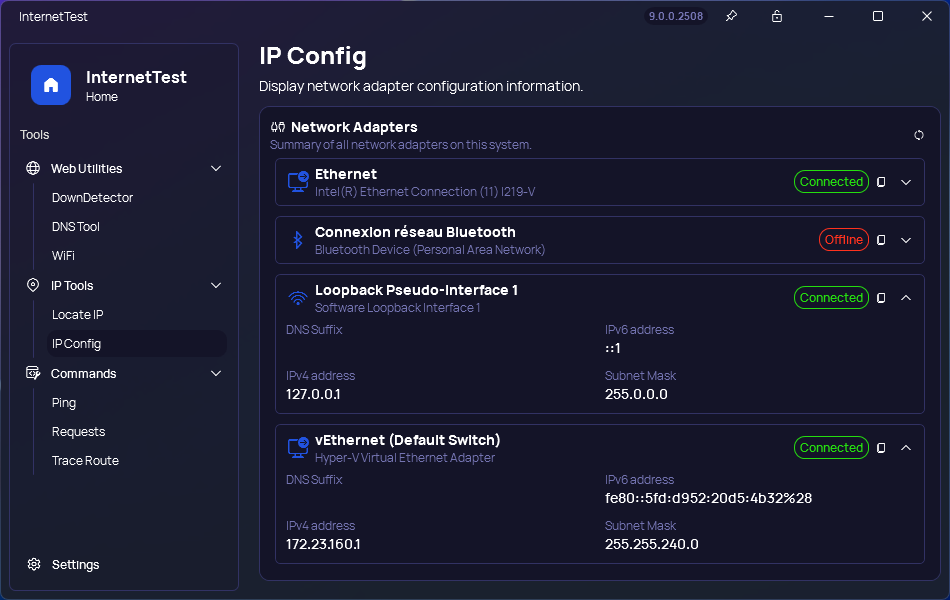 InternetTest
9.0.0.2508
InternetTest
Home
Tools
Web Utilities
DownDetector
DNS Tool
WiFi
IP Tools
Locate IP
IP Config
Commands
Ping
Requests
Trace Route
Settings
IP Config
Display network adapter configuration information.
Network Adapters
Summary of all network adapters on this system.
Ethernet
Intel(R) Ethernet Connection (11) I219-V
Connected
Connexion réseau Bluetooth
Bluetooth Device (Personal Area Network)
Offline
Loopback Pseudo-Interface 1
Software Loopback Interface 1
Connected
DNS Suffix
IPv6 address
::1
IPv4 address
127.0.0.1
Subnet Mask
255.0.0.0
vEthernet (Default Switch)
Hyper-V Virtual Ethernet Adapter
Connected
DNS Suffix
IPv6 address
fe80::5fd:d952:20d5:4b32%28
IPv4 address
172.23.160.1
Subnet Mask
255.255.240.0